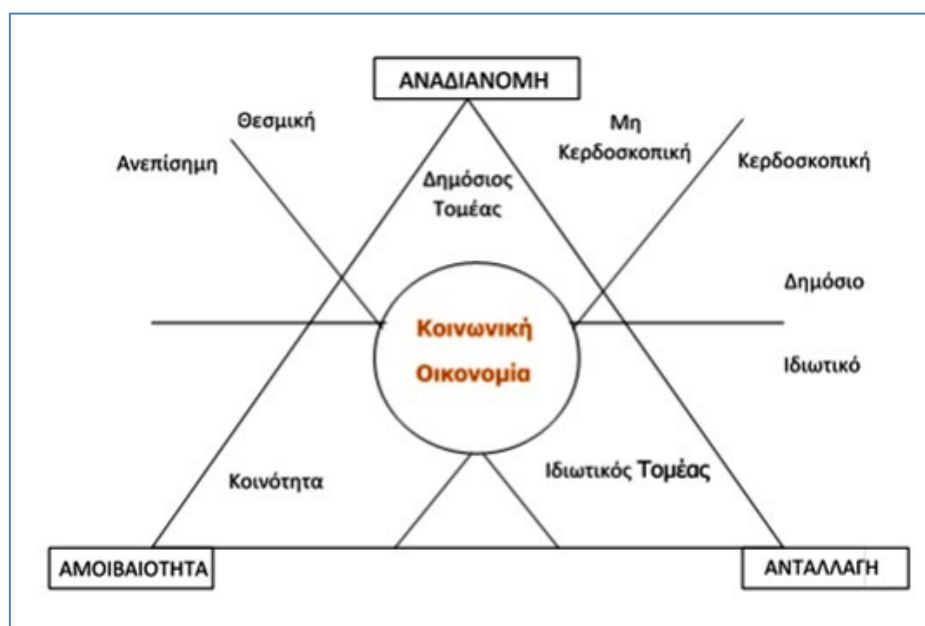 ΑΝΑΔΙΑΝΟΜΗ
Θεσμική
Ανεπίσημη
Μη
Κερδοσκοπική
Κερδοσκοπική
Δημόσιος
Τομέας
Δημόσιο
Κοινωνική
Οικονομία
Ιδιωτικό
Κοινότητα
Ιδιωτικός Τομέας
ΑΜΟΙΒΑΙΟΤΗΤΑ
ΑΝΤΑΛΛΑΓΗ